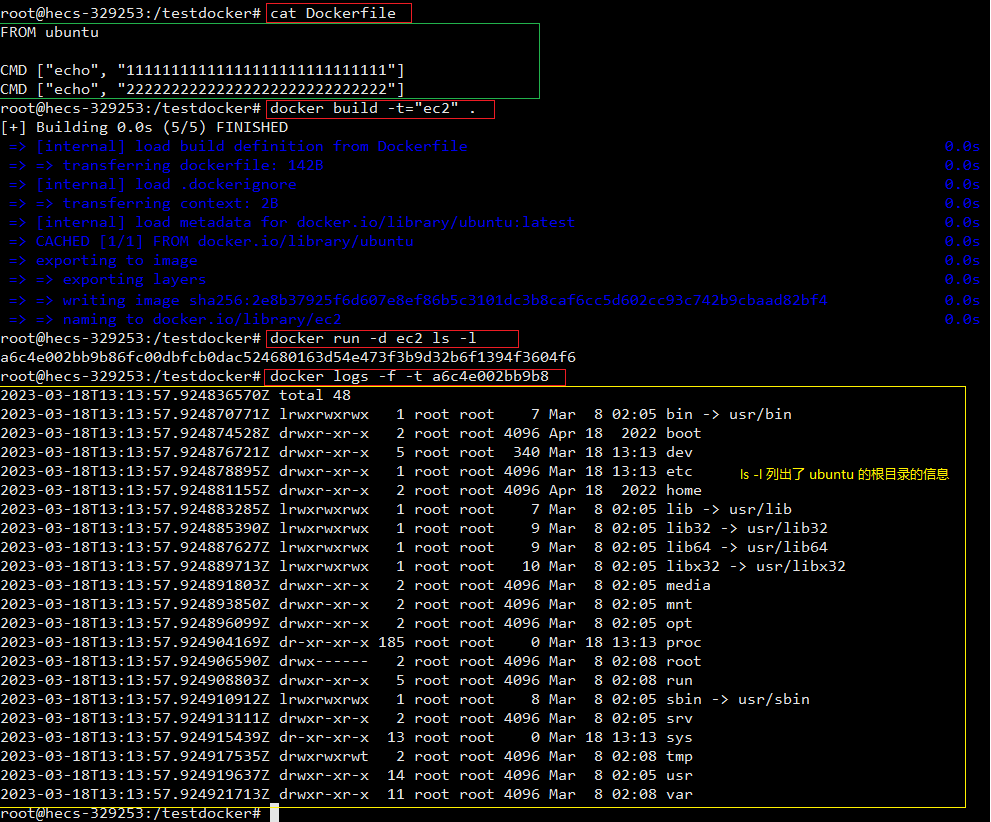 root@hecs-329253:/testdocker# cat Dockerfile
FROM ubuntu
CMD ["echo", "11111111111111111111111111111"]
CMD ["echo", "22222222222222222222222222222"]
root@hecs-329253:/testdocker# docker build -t="ec2" .
[+] Building 0.0s (5/5) FINISHED
=> [internal] load build definition from Dockerfile 0.0s
=> => transferring dockerfile: 142B 0.0s
=> [internal] load .dockerignore 0.0s
=> => transferring context: 2B 0.0s
=> [internal] load metadata for docker.io/library/ubuntu:latest 0.0s
=> CACHED [1/1] FROM docker.io/library/ubuntu 0.0s
=> exporting to image 0.0s
=> => exporting layers 0.0s
=> => writing image sha256:2e8b37925f6d607e8ef86b5c3101dc3b8caf6cc5d602cc93c742b9cbaad82bf4 0.0s
=> => naming to docker.io/library/ec2 0.0s
root@hecs-329253:/testdocker# docker run -d ec2 ls -l
a6c4e002bb9b86fc00dbfcb0dac524680163d54e473f3b9d32b6f1394f3604f6
root@hecs-329253:/testdocker# docker logs -f -t a6c4e002bb9b8
2023-03-18T13:13:57.924836570Z total 48
2023-03-18T13:13:57.924870771Z lrwxrwxrwx   1 root root    7 Mar  8 02:05 bin -> usr/bin
2023-03-18T13:13:57.924874528Z drwxr-xr-x   2 root root 4096 Apr 18  2022 boot
2023-03-18T13:13:57.924876721Z drwxr-xr-x   5 root root  340 Mar 18 13:13 dev
2023-03-18T13:13:57.924878895Z drwxr-xr-x   1 root root 4096 Mar 18 13:13 etc
ls -l 列出了 ubuntu 的根目录的信息
2023-03-18T13:13:57.924881155Z drwxr-xr-x   2 root root 4096 Apr 18  2022 home
2023-03-18T13:13:57.924883285Z lrwxrwxrwx   1 root root    7 Mar  8 02:05 lib -> usr/lib
2023-03-18T13:13:57.924885390Z lrwxrwxrwx   1 root root    9 Mar  8 02:05 lib32 -> usr/lib32
2023-03-18T13:13:57.924887627Z lrwxrwxrwx   1 root root    9 Mar  8 02:05 lib64 -> usr/lib64
2023-03-18T13:13:57.924889713Z lrwxrwxrwx   1 root root   10 Mar  8 02:05 libx32 -> usr/libx32
2023-03-18T13:13:57.924891803Z drwxr-xr-x   2 root root 4096 Mar  8 02:05 media
2023-03-18T13:13:57.924893850Z drwxr-xr-x   2 root root 4096 Mar  8 02:05 mnt
2023-03-18T13:13:57.924896099Z drwxr-xr-x   2 root root 4096 Mar  8 02:05 opt
2023-03-18T13:13:57.924904169Z dr-xr-xr-x 185 root root    0 Mar 18 13:13 proc
2023-03-18T13:13:57.924906590Z drwx------   2 root root 4096 Mar  8 02:08 root
2023-03-18T13:13:57.924908803Z drwxr-xr-x   5 root root 4096 Mar  8 02:08 run
2023-03-18T13:13:57.924910912Z lrwxrwxrwx   1 root root    8 Mar  8 02:05 sbin -> usr/sbin
2023-03-18T13:13:57.924913111Z drwxr-xr-x   2 root root 4096 Mar  8 02:05 srv
2023-03-18T13:13:57.924915439Z dr-xr-xr-x  13 root root    0 Mar 18 13:13 sys
2023-03-18T13:13:57.924917535Z drwxrwxrwt   2 root root 4096 Mar  8 02:08 tmp
2023-03-18T13:13:57.924919637Z drwxr-xr-x  14 root root 4096 Mar  8 02:05 usr
2023-03-18T13:13:57.924921713Z drwxr-xr-x  11 root root 4096 Mar  8 02:08 var
root@hecs-329253:/testdocker#